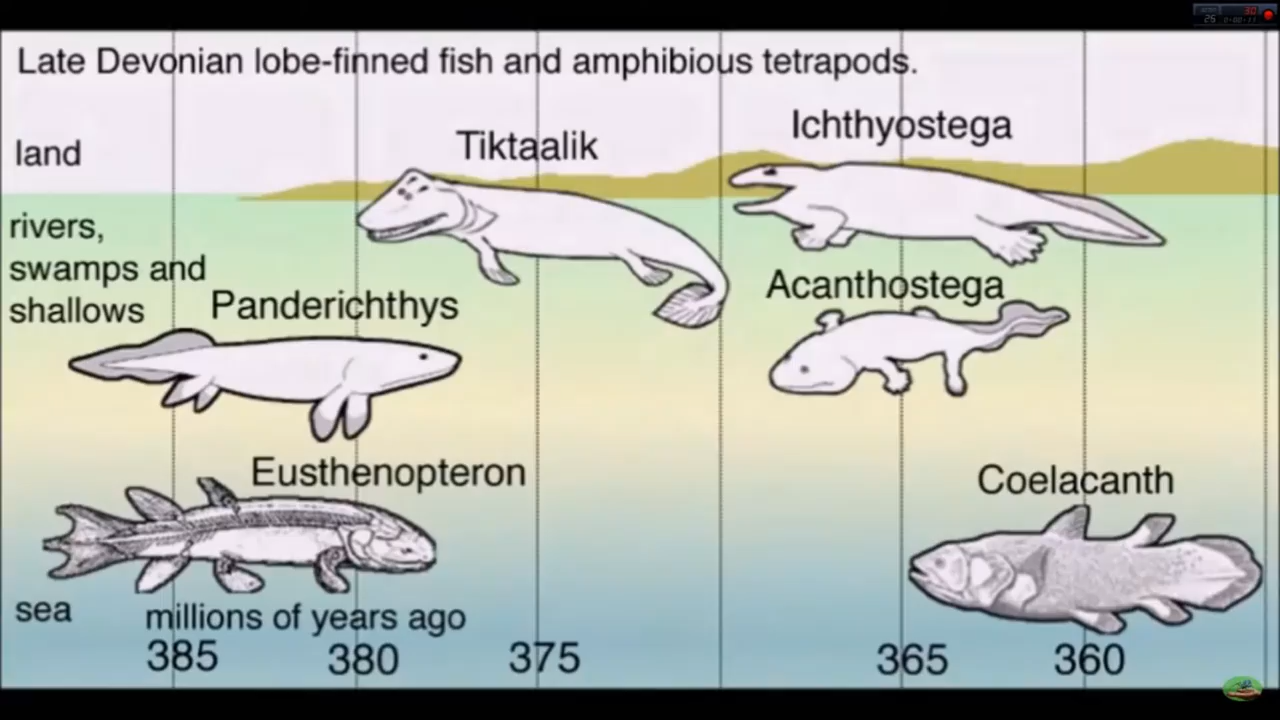 Late Devonian lobe-finned fish and amphibious tetrapods.
Ichthyostega
Tiktaalik
land
rivers,
swamps and
shallows
Acanthostega
Panderichthys
Eusthenopteron
Coelacanth
sea
millions of years ago
385 380 375 365 360